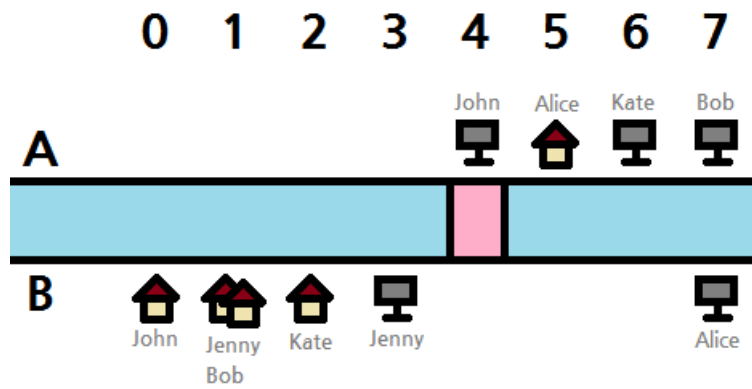 0 1 2 3 4 5 6 7
John Alice Kate Bob
A
B
John Jenny Kate Jenny Alice
Bob